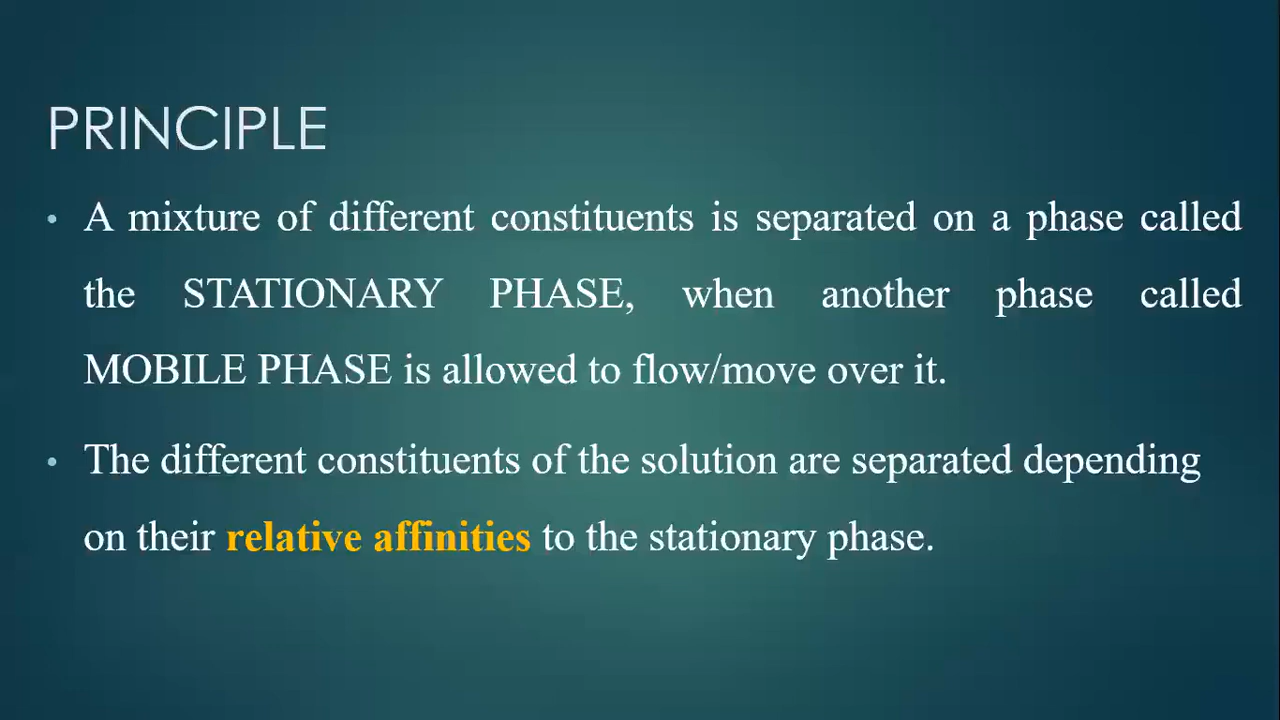 PRINCIPLE
• A mixture of different constituents is separated on a phase called
the STATIONARY PHASE, when another phase called
MOBILE PHASE is allowed to flow/move over it.
• The different constituents of the solution are separated depending
on their relative affinities to the stationary phase.